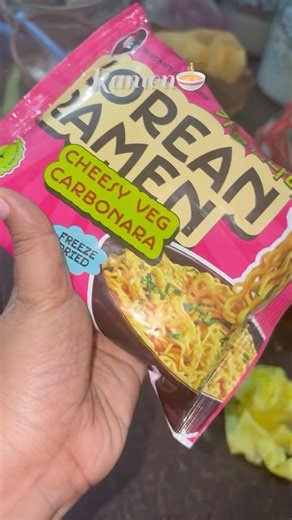 Ramen🍜
KOREAN
RAMEN
CHEESY VEG
CARBONARA
FREEZE
DRIED